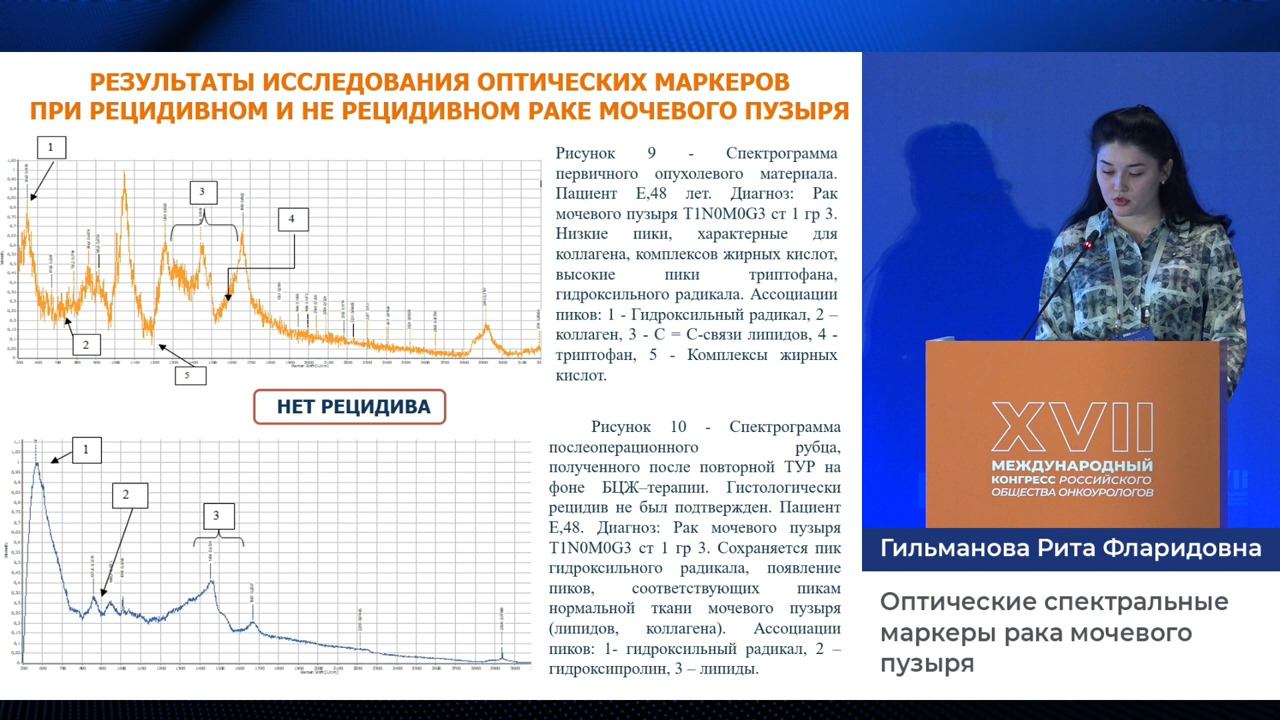 РЕЗУЛЬТАТЫ ИССЛЕДОВАНИЯ ОПТИЧЕСКИХ МАРКЕРОВ
ПРИ РЕЦИДИВНОМ И НЕ РЕЦИДИВНОМ РАКЕ МОЧЕВОГО ПУЗЫРЯ
1
3
4
2
5
Рисунок 9 - Спектрограмма
первичного опухолевого материала.
Пациент Е,48 лет. Диагноз: Рак
мочевого пузыря T1N0M0G3 ст 1 гр 3.
Низкие пики, характерные для
коллагена, комплексов жирных кислот,
высокие пики триптофана,
гидроксильного радикала. Ассоциации
пиков: 1 - Гидроксильный радикал, 2 –
коллаген, 3 - С = С-связи липидов, 4 -
триптофан, 5 - Комплексы жирных
кислот.
НЕТ РЕЦИДИВА
1
2
3
Рисунок 10 - Спектрограмма
послеоперационного рубца,
полученного после повторной ТУР на
фоне БЦЖ–терапии. Гистологически
рецидив не был подтвержден. Пациент
Е,48. Диагноз: Рак мочевого пузыря
T1N0M0G3 ст 1 гр 3. Сохраняется пик
гидроксильного радикала, появление
пиков, соответствующих пикам
нормальной ткани мочевого пузыря
(липидов, коллагена). Ассоциации
пиков: 1- гидроксильный радикал, 2 –
гидроксипролин, 3 – липиды.
XVII
МЕЖДУНАРОДНЫЙ
КОНГРЕСС РОССИЙСКОГО
ОБЩЕСТВА ОНКОУРОЛОГОВ
Гильманова Рита Фларидовна
Оптические спектральные
маркеры рака мочевого
пузыря